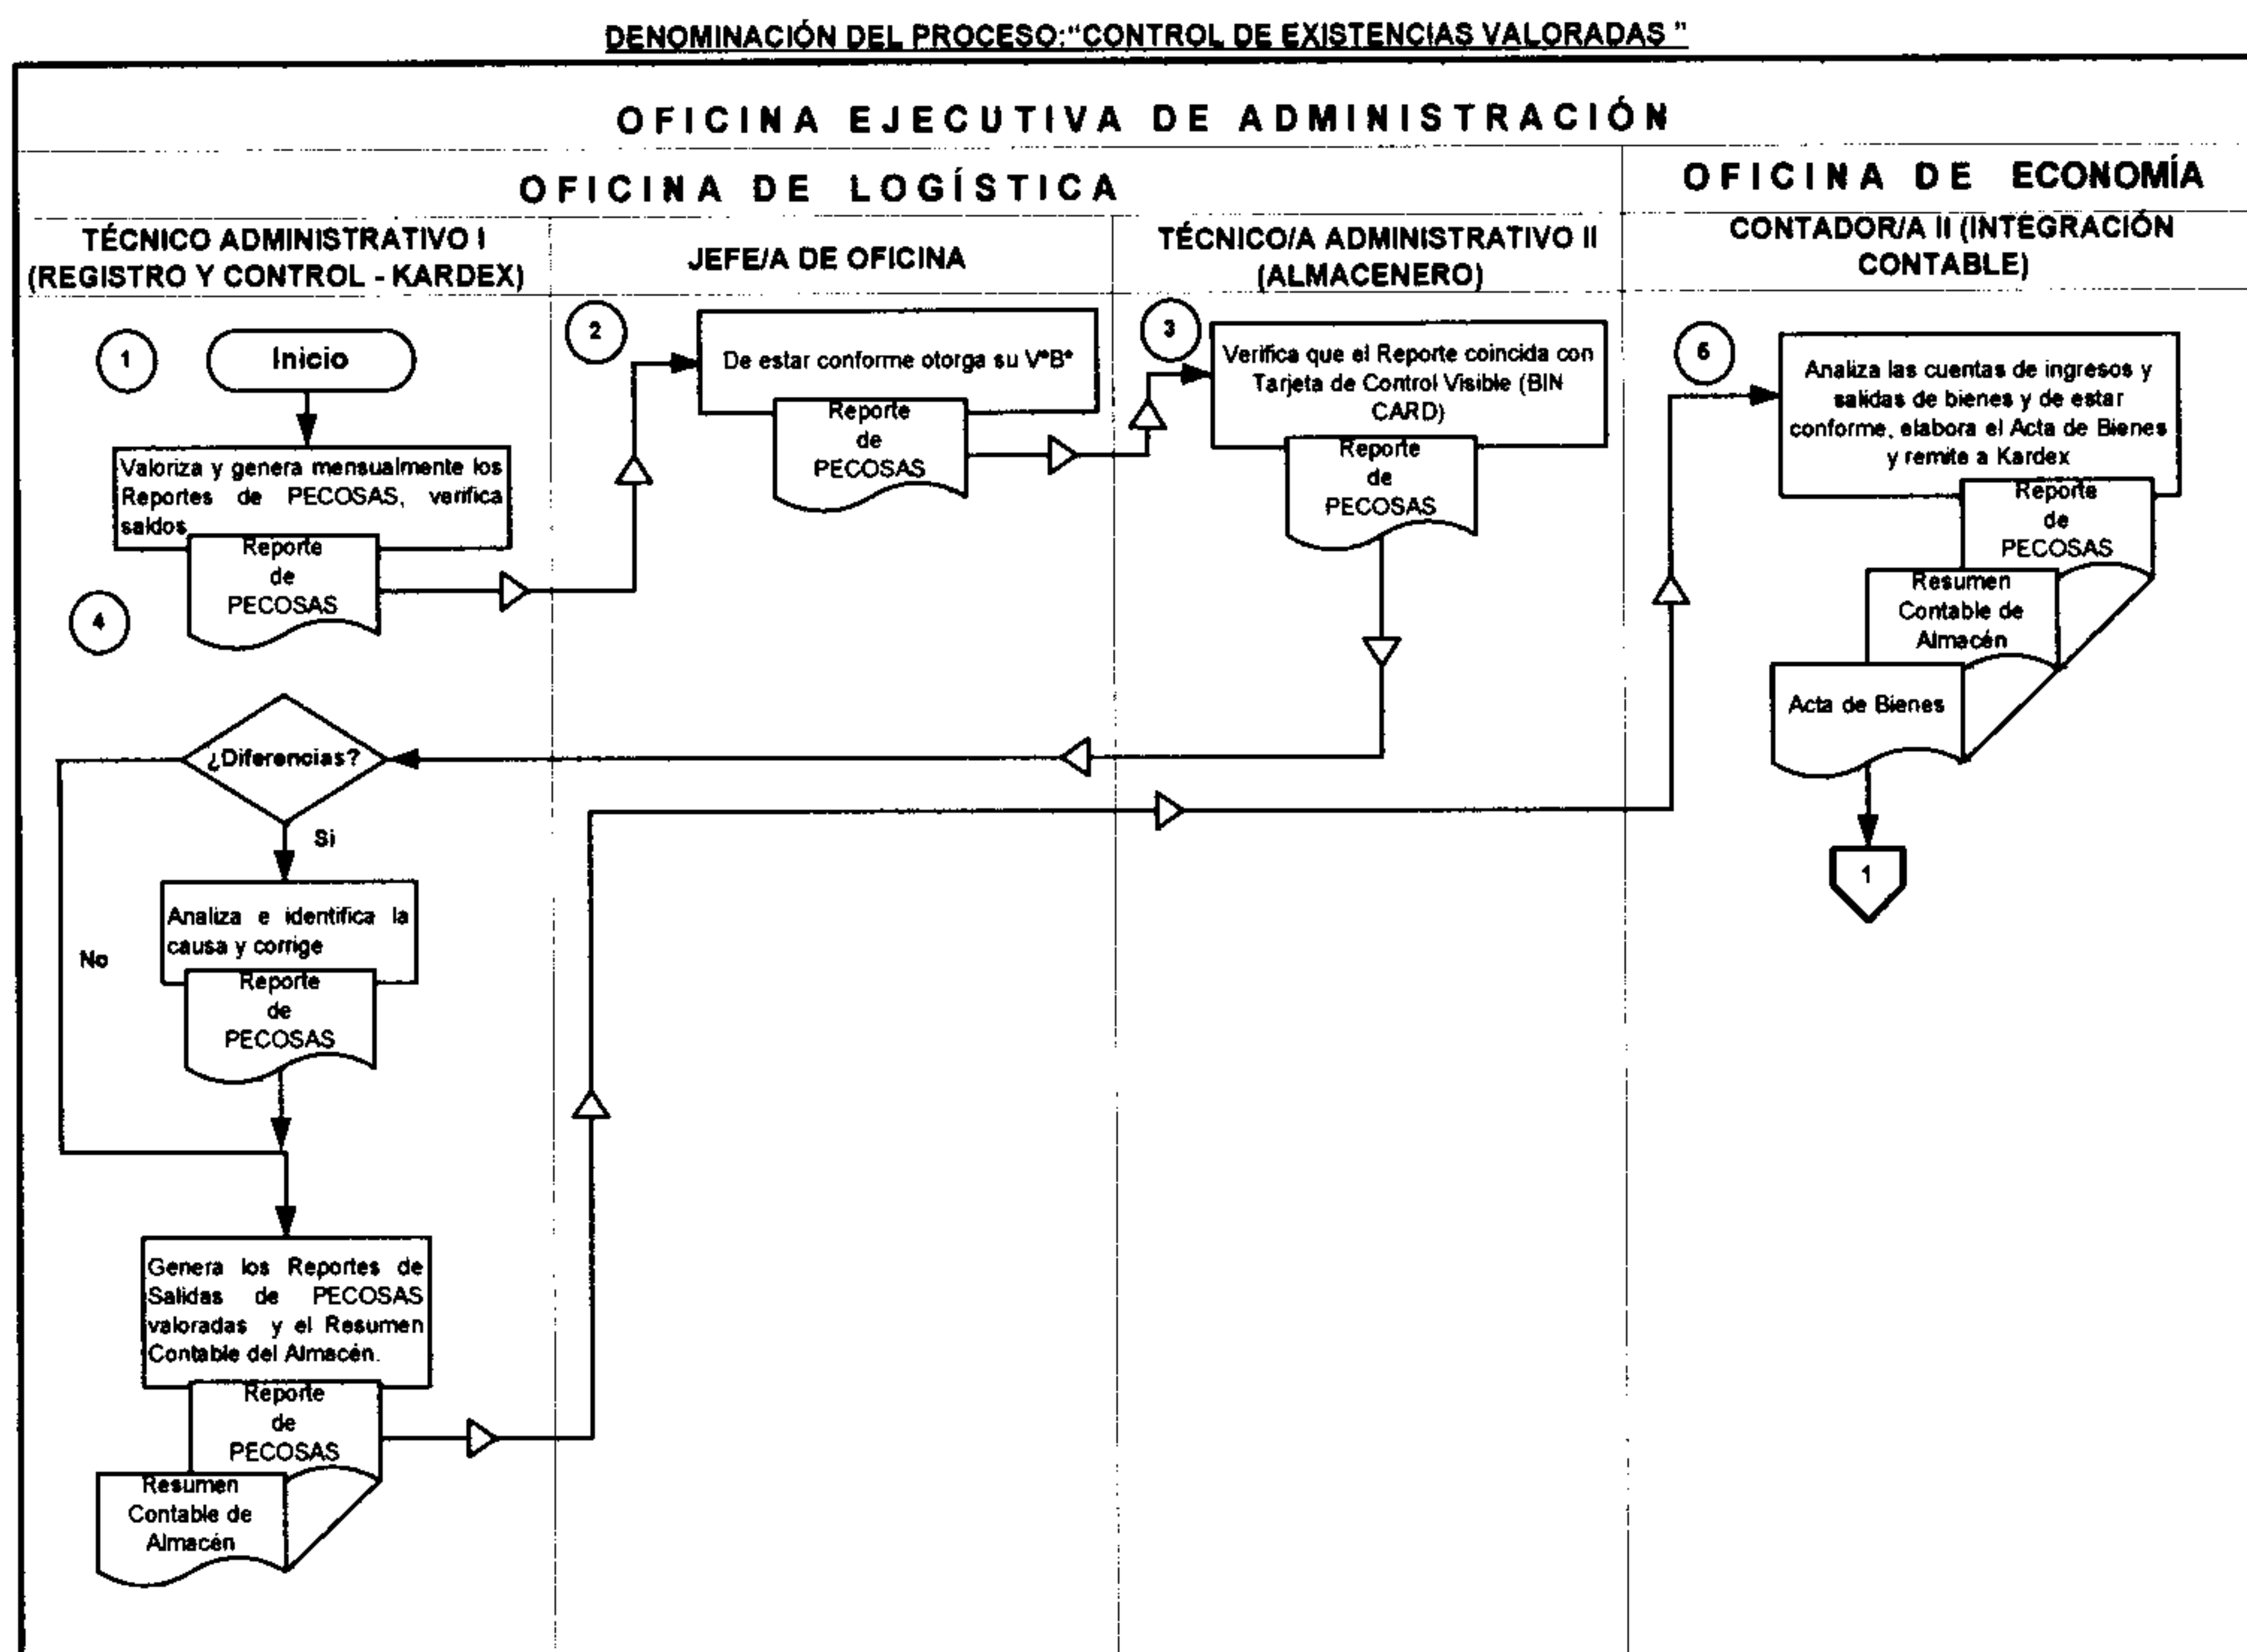 DENOMINACIÓN DEL PROCESO:"CONTROL DE EXISTENCIAS VALORADAS "
OFICINA EJECUTIVA DE ADMINISTRACIÓN
OFICINA DE LOGÍSTICA
OFICINA DE ECONOMÍA
TÉCNICO ADMINISTRATIVO I
(REGISTRO Y CONTROL - KARDEX)
JEFE/A DE OFICINA
TÉCNICO/A ADMINISTRATIVO II
(ALMACENERO)
CONTADOR/A II (INTEGRACIÓN
CONTABLE)
1
Inicio
Valoriza y genera mensualmente los
Reportes de PECOSAS, verifica
saldos
Reporte
de
PECOSAS
2
De estar conforme otorga su V°B°
Reporte
de
PECOSAS
3
Verifica que el Reporte coincida con
Tarjeta de Control Visible (BIN
CARD)
Reporte
de
PECOSAS
4
¿Diferencias?
Si
No
Analiza e identifica la
causa y corrige
Reporte
de
PECOSAS
Genera los Reportes de
Salidas de PECOSAS
valoradas y el Resumen
Contable del Almacén.
Reporte
de
PECOSAS
Resumen
Contable de
Almacén
5
Analiza las cuentas de ingresos y
salidas de bienes y de estar
conforme, elabora el Acta de Bienes
y remite a Kardex
Reporte
de
PECOSAS
Resumen
Contable de
Almacén
Acta de Bienes
1